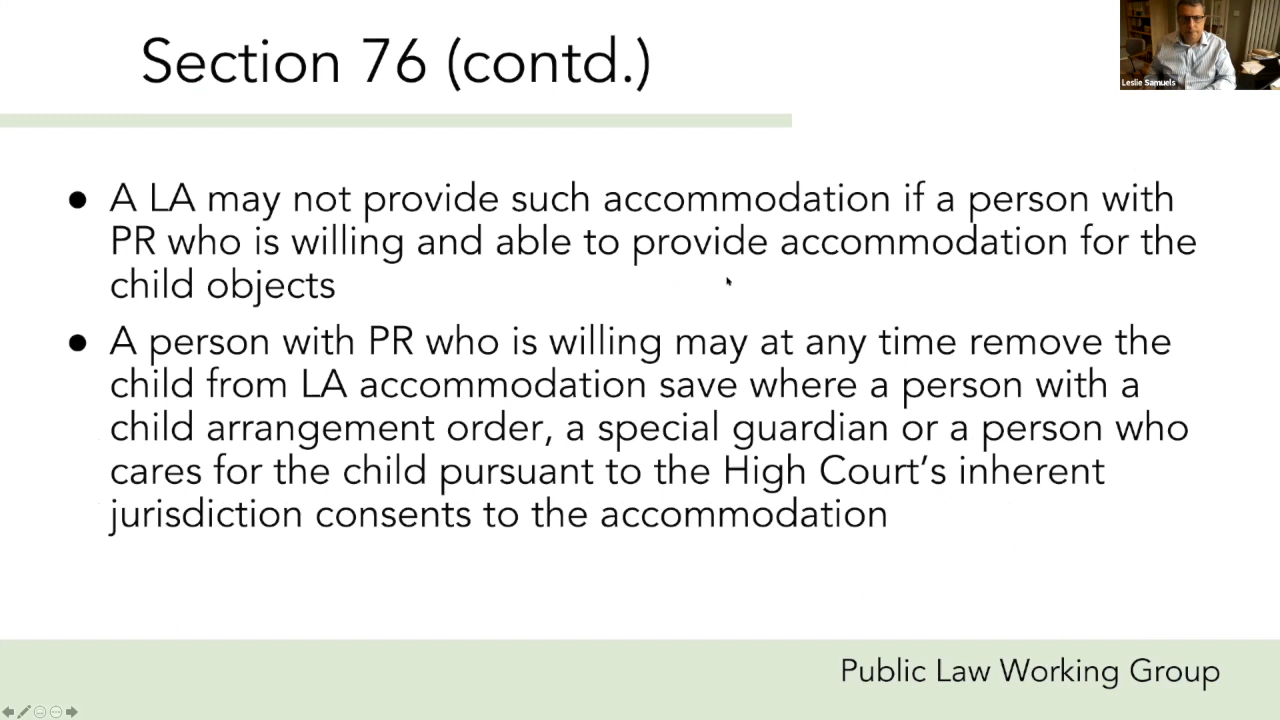 Section 76 (contd.)
Leslie Samuels
● A LA may not provide such accommodation if a person with
PR who is willing and able to provide accommodation for the
child objects
● A person with PR who is willing may at any time remove the
child from LA accommodation save where a person with a
child arrangement order, a special guardian or a person who
cares for the child pursuant to the High Court's inherent
jurisdiction consents to the accommodation
Public Law Working Group